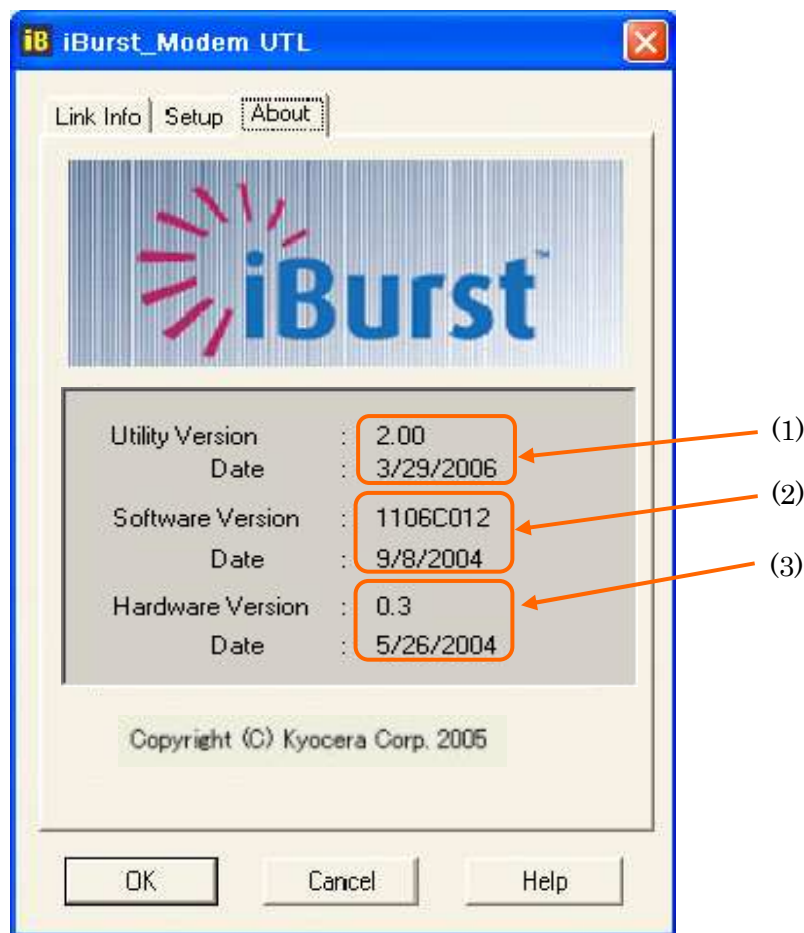 iB iBurst_Modem UTL
Link Info Setup About
iBurst™
Utility Version : 2.00
Date : 3/29/2006
(1)
Software Version : 1106C012
Date : 9/8/2004
(2)
Hardware Version : 0.3
Date : 5/26/2004
(3)
Copyright (C) Kyocera Corp. 2005
OK Cancel Help